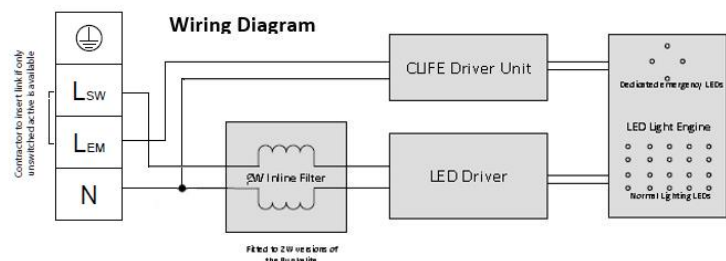 Wiring Diagram
Contractor to insert link if only
unswitched active is available
LSW
LEM
N
CLIFE Driver Unit
Dedicated emergency LEDs
LED Light Engine
2W Inline Filter
LED Driver
Normal Lighting LEDs
Fitted to 2W versions of
the